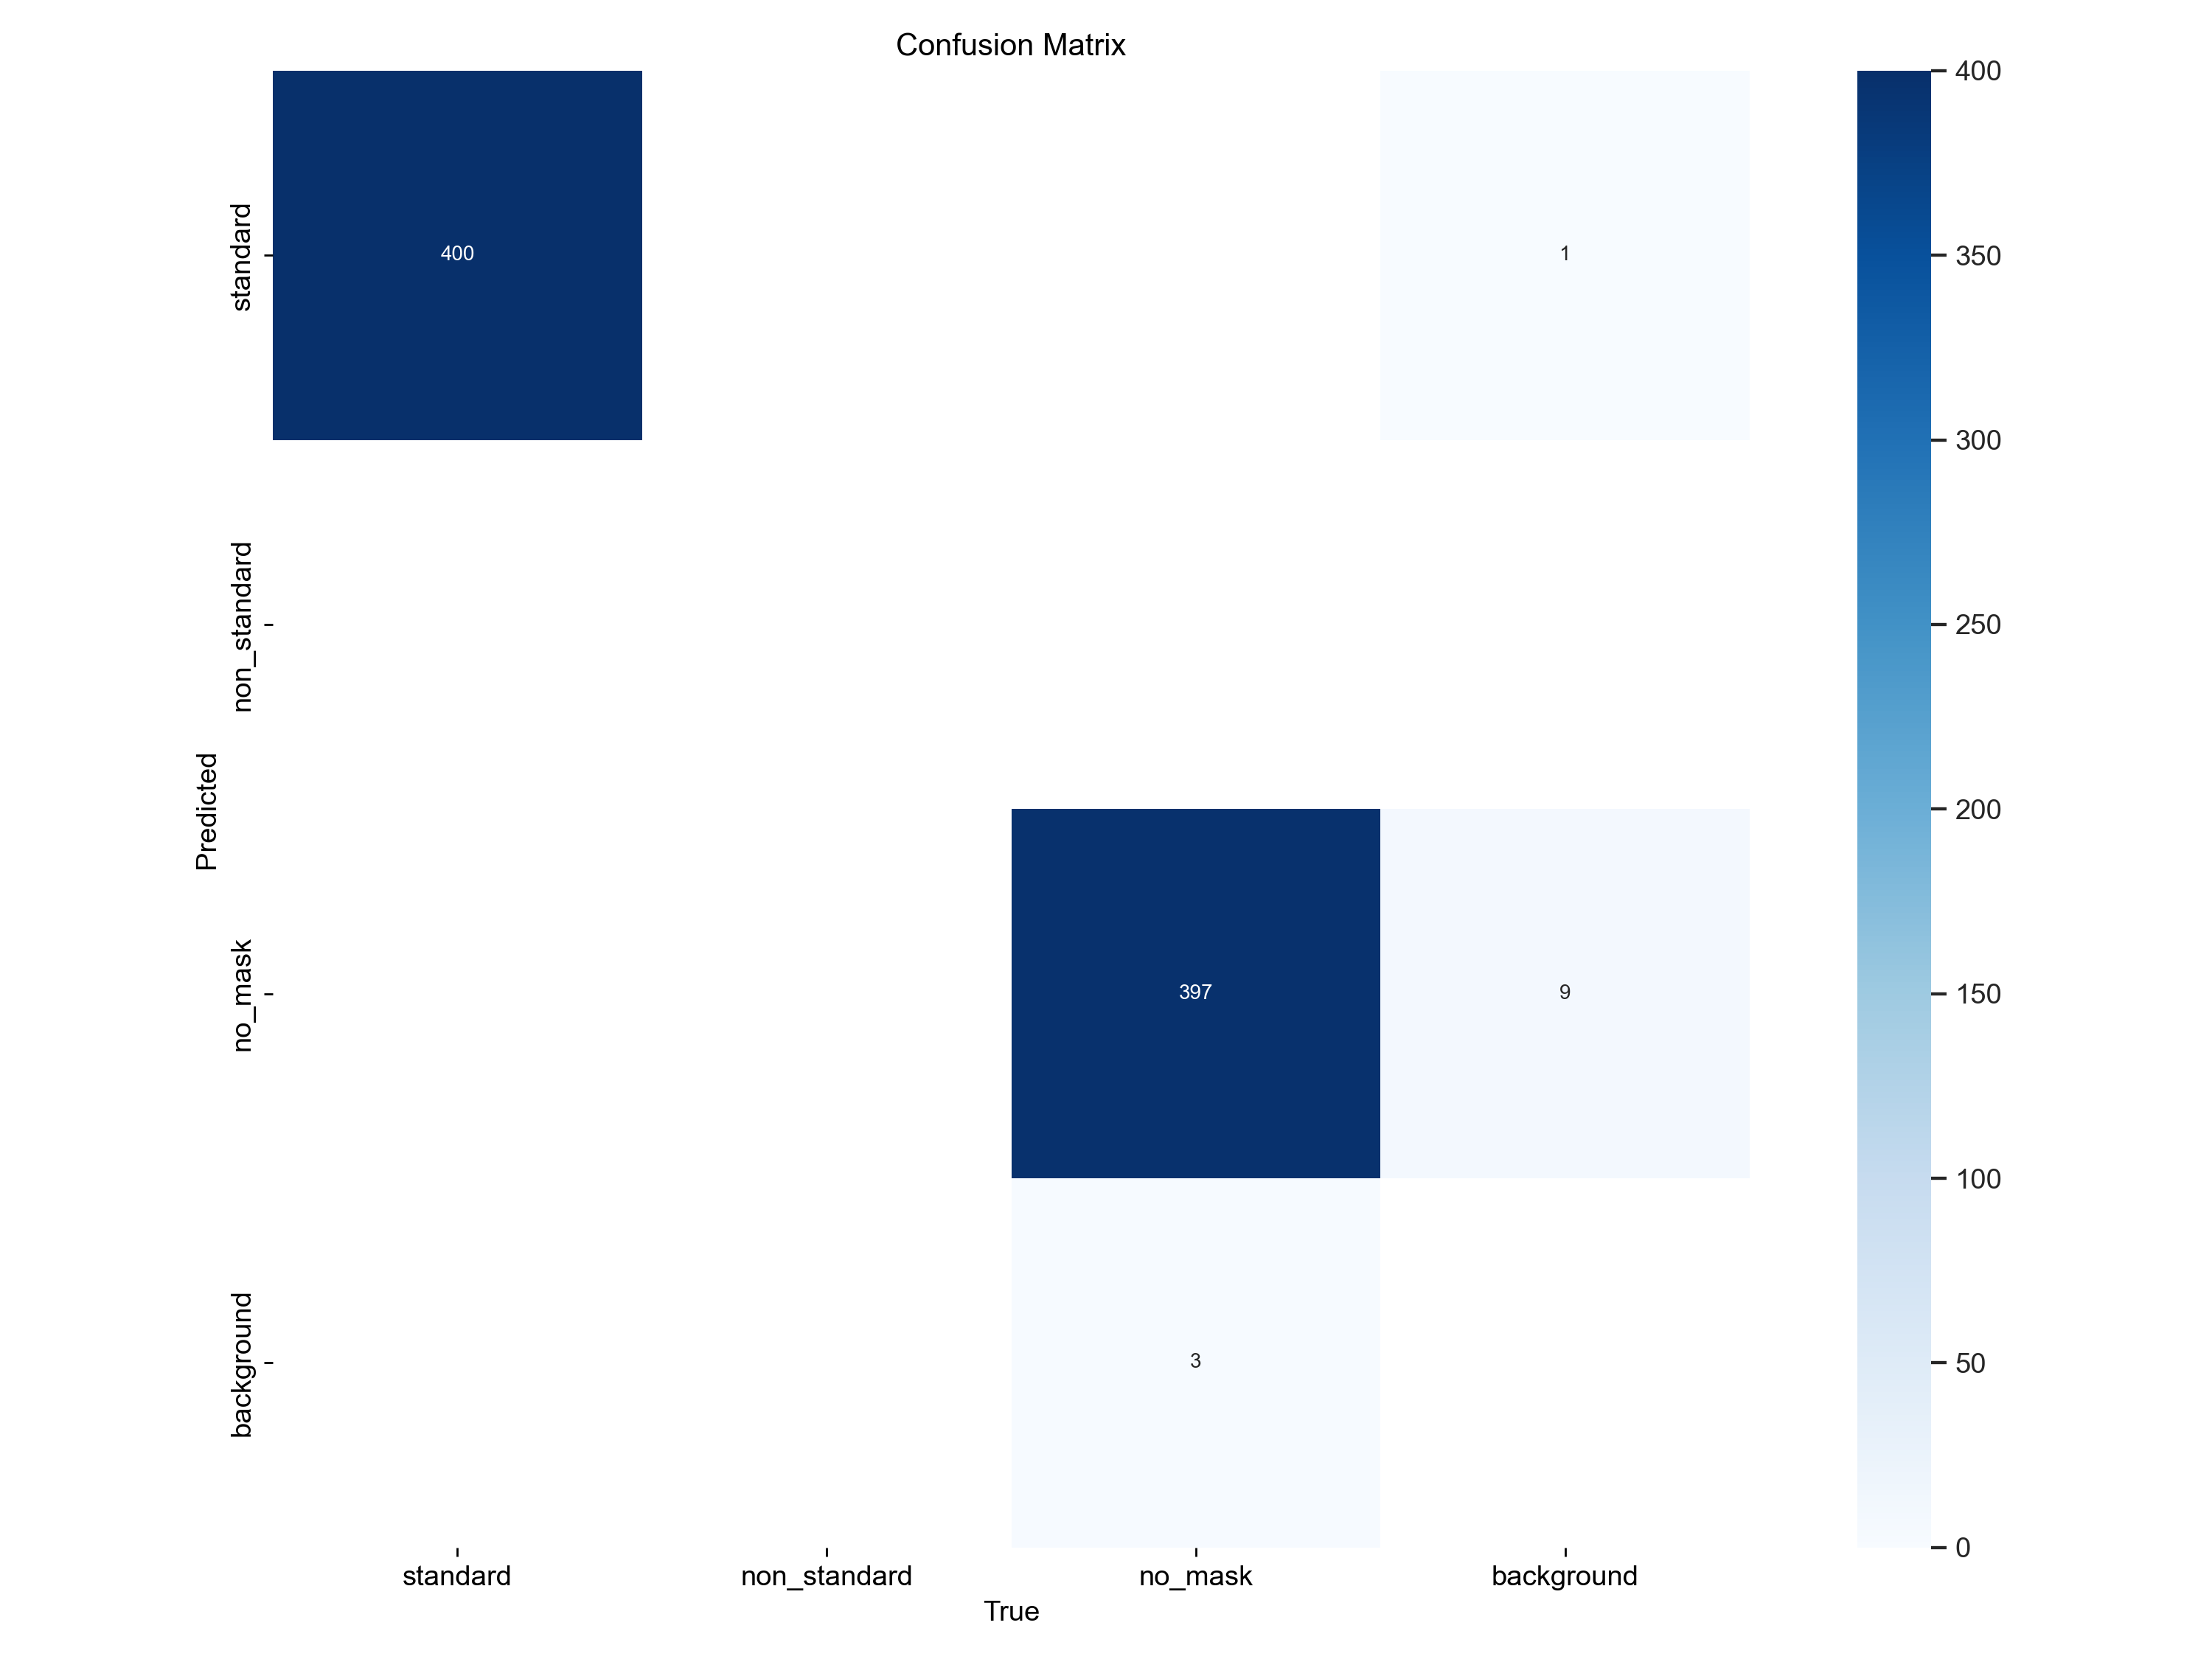 Confusion Matrix
Predicted
standard
non_standard
no_mask
background
400
1
397
9
3
standard
non_standard
no_mask
background
True
400
350
300
250
200
150
100
50
0